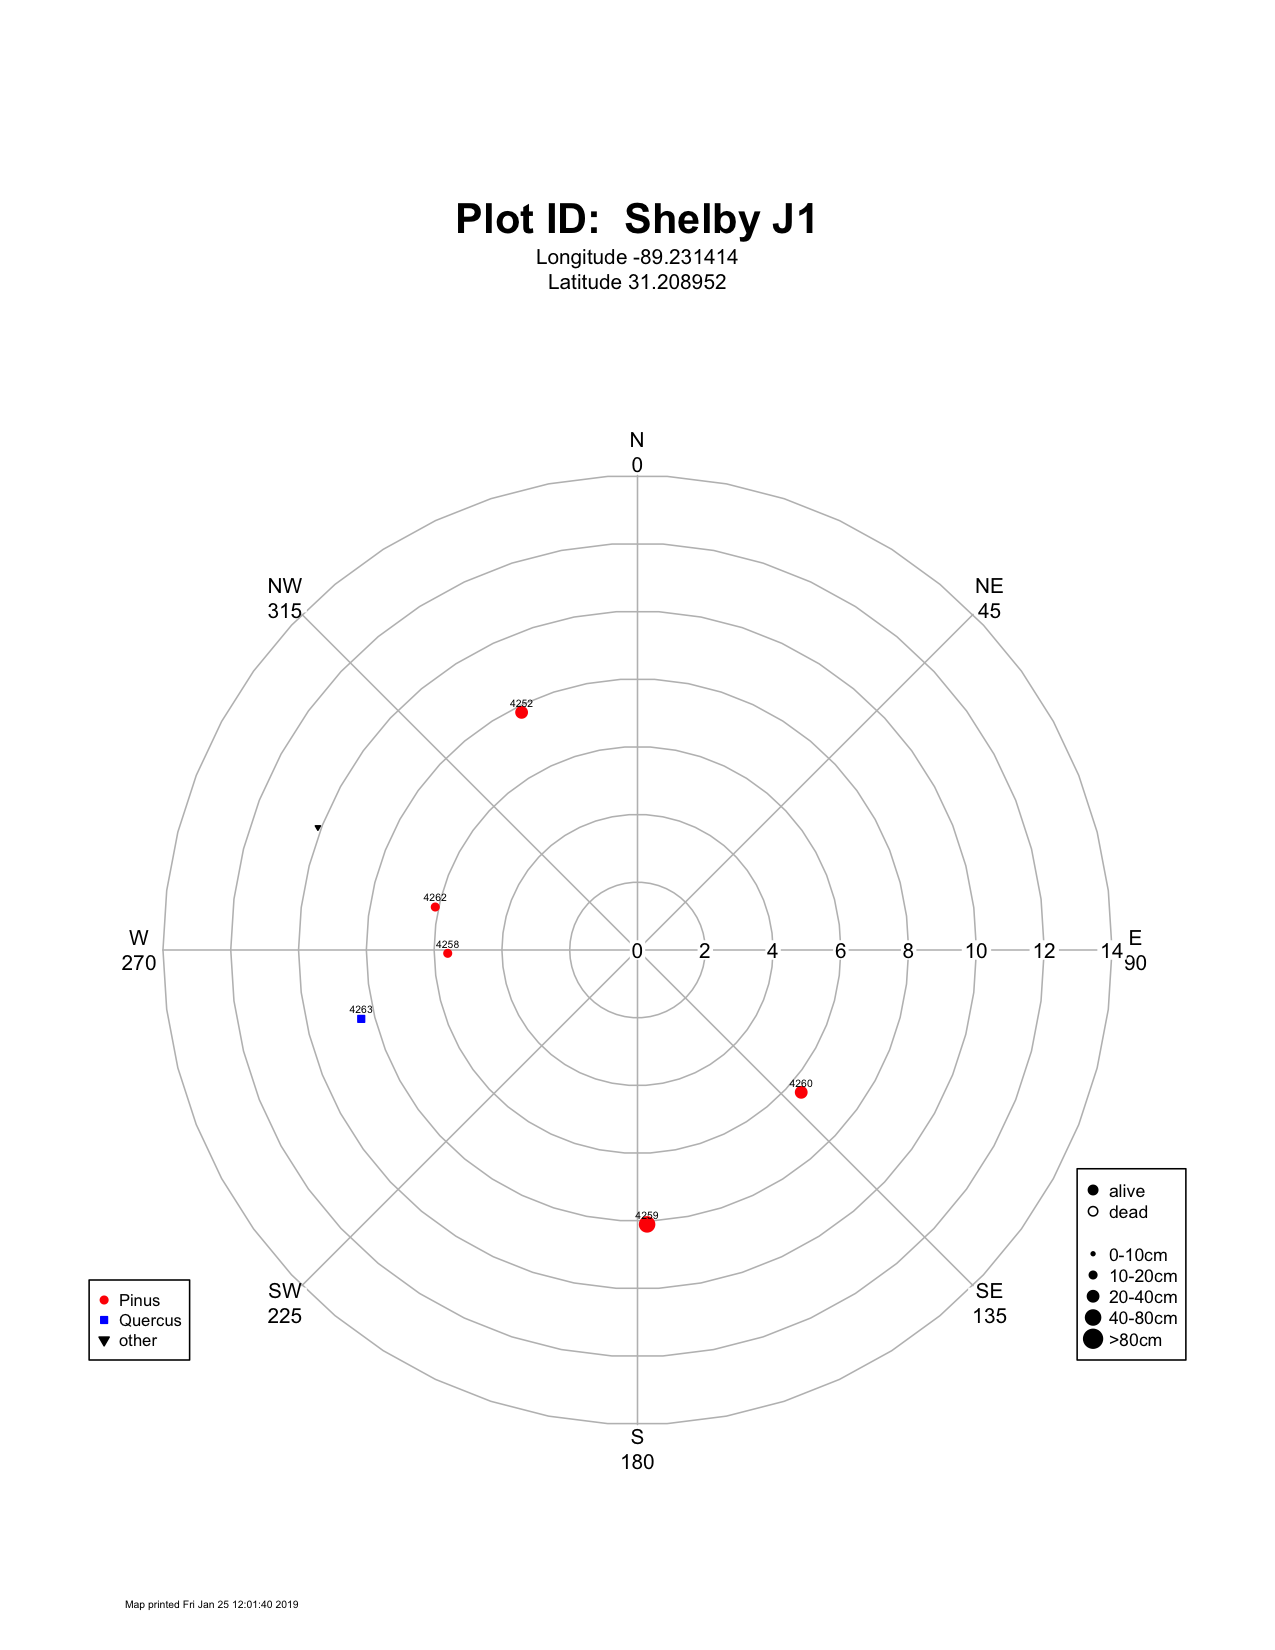 Plot ID:  Shelby J1
Longitude -89.231414
Latitude 31.208952
N
0
NW
315
NE
45
4252
4262
4258
W
270
0 2 4 6 8 10 12 14
E
90
4263
4260
4259
alive
dead
0-10cm
10-20cm
20-40cm
40-80cm
>80cm
SW
225
SE
135
Pinus
Quercus
other
S
180
Map printed Fri Jan 25 12:01:40 2019